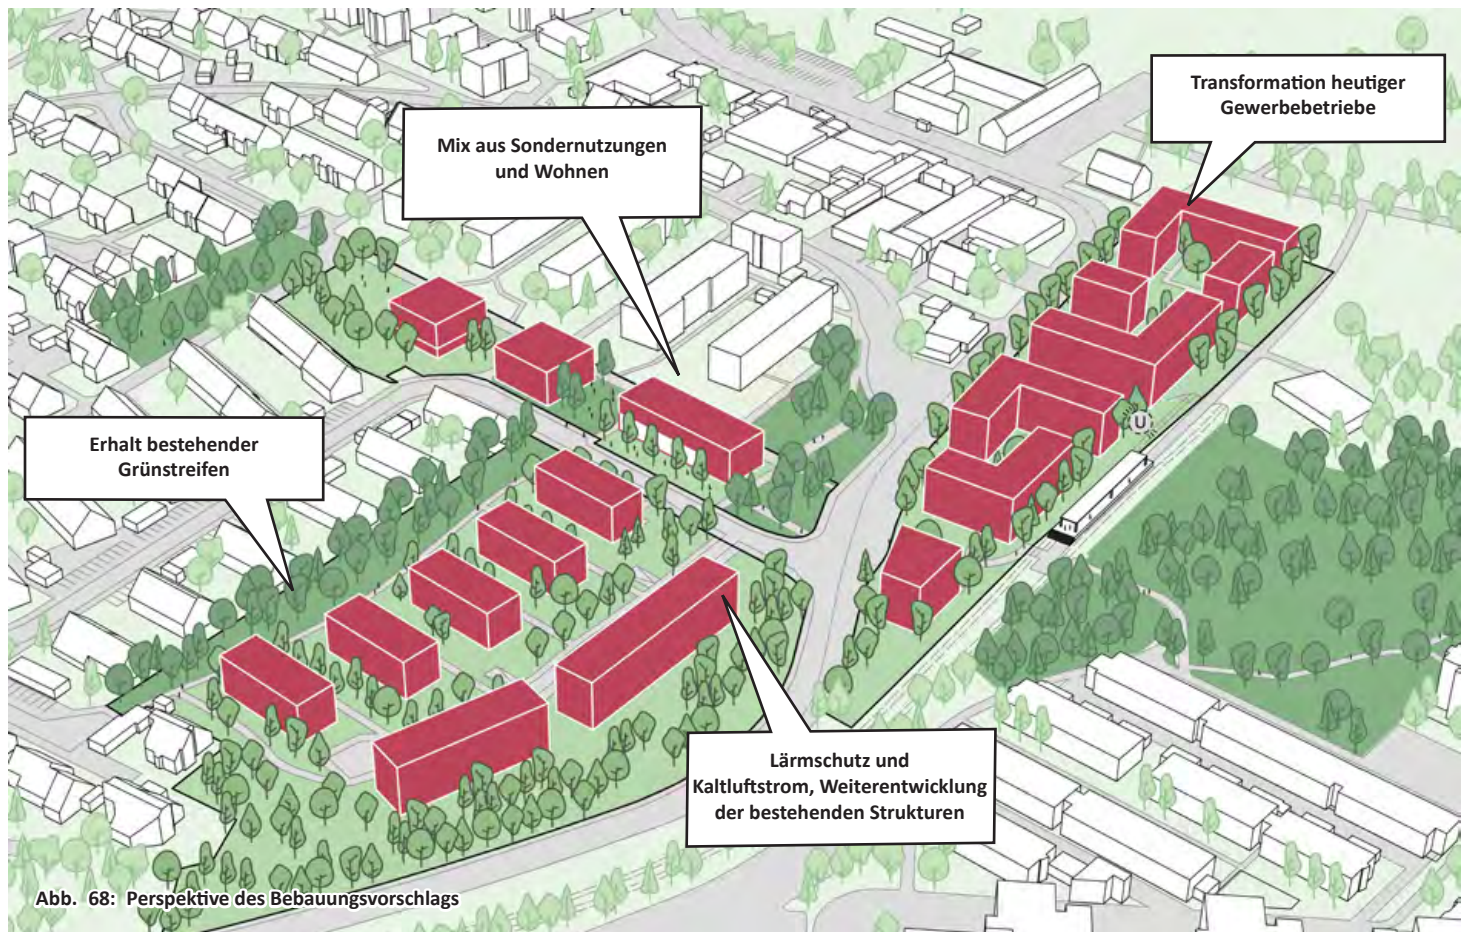 Transformation heutiger
Gewerbebetriebe
Mix aus Sondernutzungen
und Wohnen
Erhalt bestehender
Grünstreifen
U
Lärmschutz und
Kaltluftstrom, Weiterentwicklung
der bestehenden Strukturen
Abb. 68: Perspektive des Bebauungsvorschlags